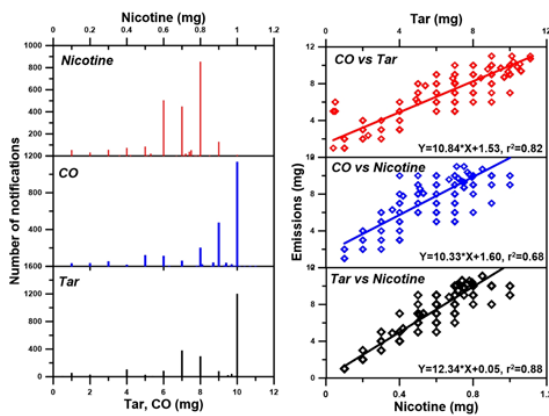 Nicotine (mg)
0.0 0.2 0.4 0.6 0.8 1.0
Number of notifications
1000
800
600
400
200
1200
Nicotine
800
400
1600
CO
1200
800
400
0
Tar
0 2 4 6 8 10
Tar, CO (mg)
Tar (mg)
0 4 8 12
Emissions (mg)
CO vs Tar
Y=10.84*X+1.53, r²=0.82
12
8
4
CO vs Nicotine
Y=10.33*X+1.60, r²=0.68
12
8
4
Tar vs Nicotine
Y=12.34*X+0.05, r²=0.88
0
0.0 0.4 0.8 1.2
Nicotine (mg)